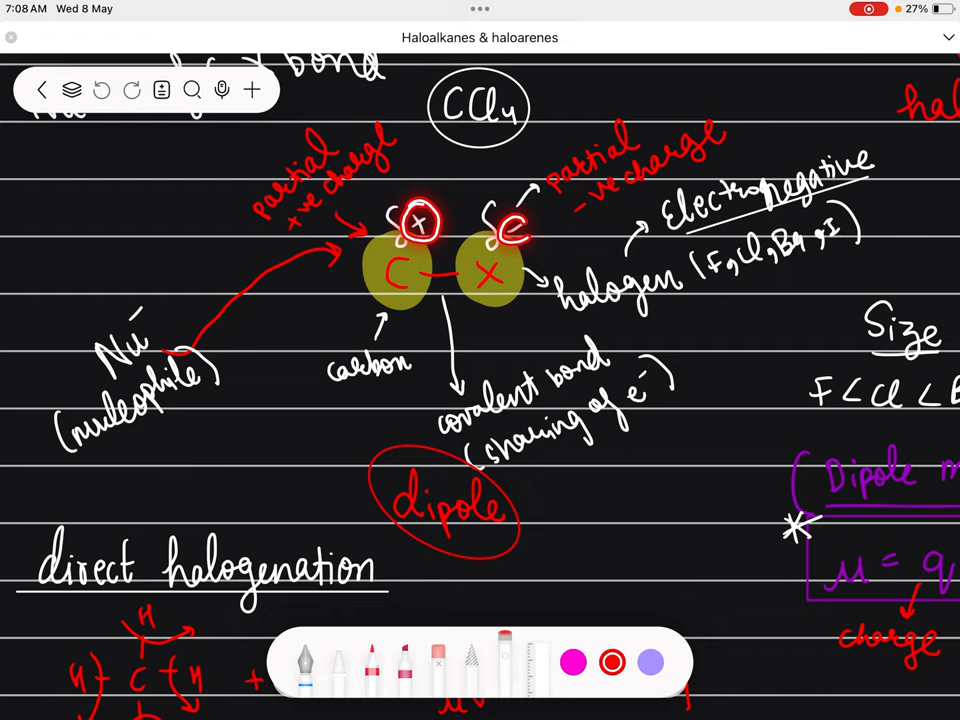 7:08 AM Wed 8 May
27%
Haloalkanes & haloarenes
bond
CCl4
hal
partial
+ve charge
partial
-ve charge
Electronegative
δ+ δ-
C — X
halogen (F, Cl, Br, I)
Nu-
(nucleophile)
carbon
covalent bond
(sharing of e-)
Size
F < Cl < B
dipole
(Dipole m
*
μ = q
charge
direct halogenation
H
H C H +